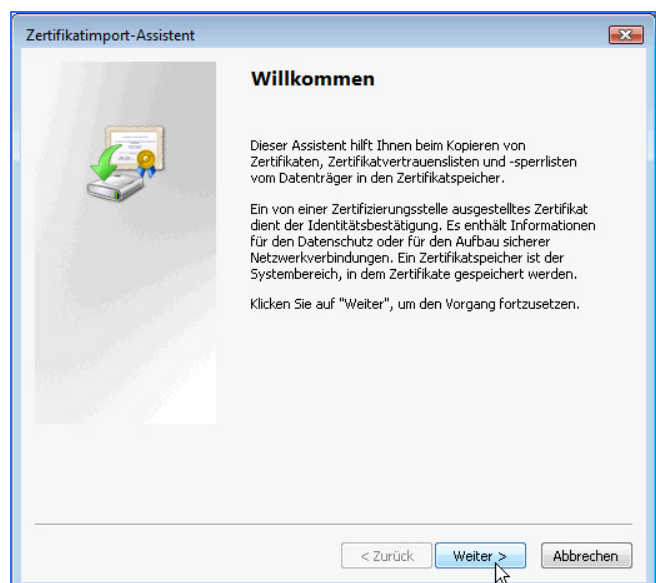 Zertifikatimport-Assistent
Willkommen
Dieser Assistent hilft Ihnen beim Kopieren von
Zertifikaten, Zertifikatvertrauenslisten und -sperrlisten
vom Datenträger in den Zertifikatspeicher.
Ein von einer Zertifizierungsstelle ausgestelltes Zertifikat
dient der Identitätsbestätigung. Es enthält Informationen
für den Datenschutz oder für den Aufbau sicherer
Netzwerkverbindungen. Ein Zertifikatspeicher ist der
Systembereich, in dem Zertifikate gespeichert werden.
Klicken Sie auf "Weiter", um den Vorgang fortzusetzen.
< Zurück Weiter > Abbrechen